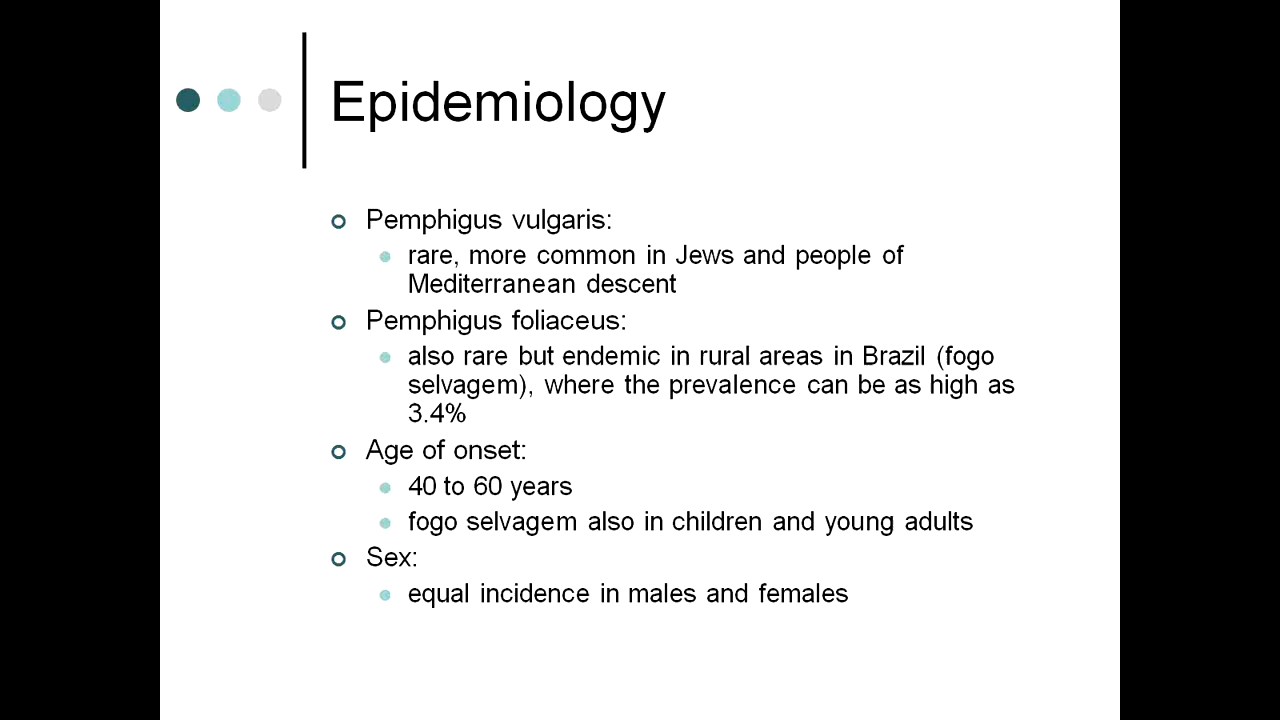 Epidemiology
Pemphigus vulgaris:
rare, more common in Jews and people of
Mediterranean descent
Pemphigus foliaceus:
also rare but endemic in rural areas in Brazil (fogo
selvagem), where the prevalence can be as high as
3.4%
Age of onset:
40 to 60 years
fogo selvagem also in children and young adults
Sex:
equal incidence in males and females